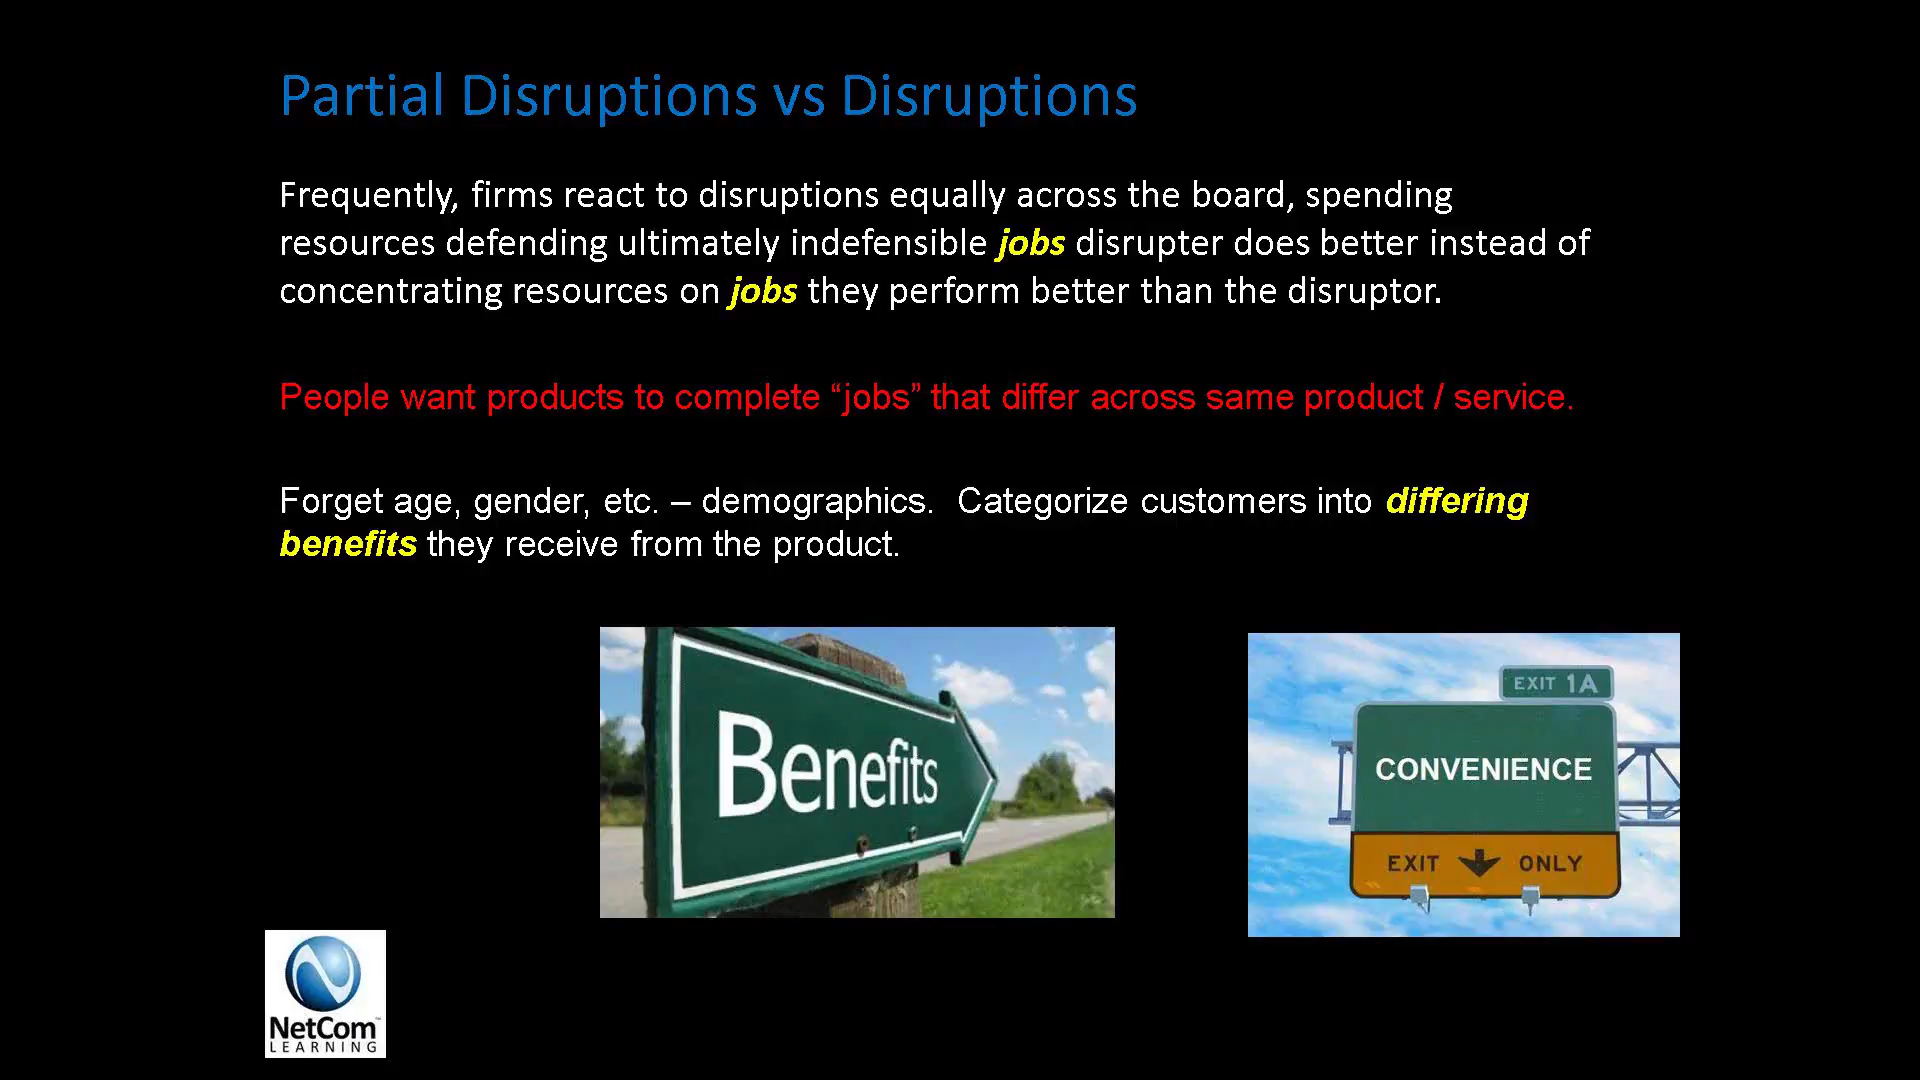 Partial Disruptions vs Disruptions
Frequently, firms react to disruptions equally across the board, spending
resources defending ultimately indefensible jobs disrupter does better instead of
concentrating resources on jobs they perform better than the disruptor.
People want products to complete “jobs” that differ across same product / service.
Forget age, gender, etc. – demographics.  Categorize customers into differing
benefits they receive from the product.
Benefits
EXIT 1A
CONVENIENCE
EXIT ONLY
NetCom™
LEARNING